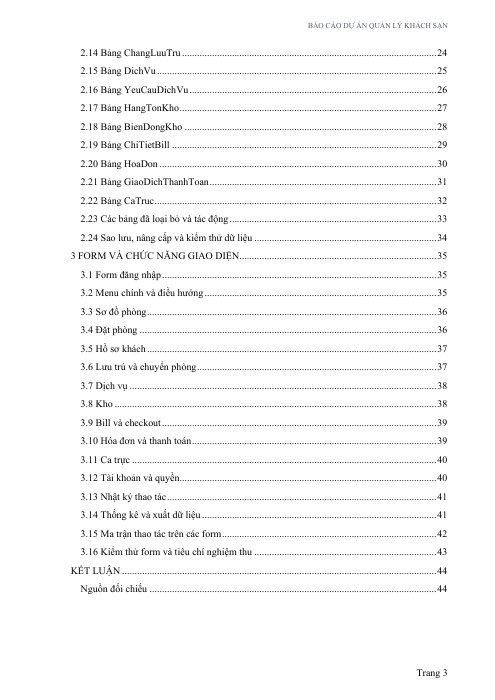 BÁO CÁO DỰ ÁN QUẢN LÝ KHÁCH SẠN
2.14 Bảng ChangLuuTru ........ 24
2.15 Bảng DichVu ........ 25
2.16 Bảng YeuCauDichVu ........ 26
2.17 Bảng HangTonKho ........ 27
2.18 Bảng BienDongKho ........ 28
2.19 Bảng ChiTietBill ........ 29
2.20 Bảng HoaDon ........ 30
2.21 Bảng GiaoDichThanhToan ........ 31
2.22 Bảng CaTruc ........ 32
2.23 Các bảng đã loại bỏ và tác động ........ 33
2.24 Sao lưu, nâng cấp và kiểm thử dữ liệu ........ 34
3 FORM VÀ CHỨC NĂNG GIAO DIỆN ........ 35
3.1 Form đăng nhập ........ 35
3.2 Menu chính và điều hướng ........ 35
3.3 Sơ đồ phòng ........ 36
3.4 Đặt phòng ........ 36
3.5 Hồ sơ khách ........ 37
3.6 Lưu trú và chuyển phòng ........ 37
3.7 Dịch vụ ........ 38
3.8 Kho ........ 38
3.9 Bill và checkout ........ 39
3.10 Hóa đơn và thanh toán ........ 39
3.11 Ca trực ........ 40
3.12 Tài khoản và quyền ........ 40
3.13 Nhật ký thao tác ........ 41
3.14 Thống kê và xuất dữ liệu ........ 41
3.15 Ma trận thao tác trên các form ........ 42
3.16 Kiểm thử form và tiêu chí nghiệm thu ........ 43
KẾT LUẬN ........ 44
Nguồn đối chiếu ........ 44
Trang 3